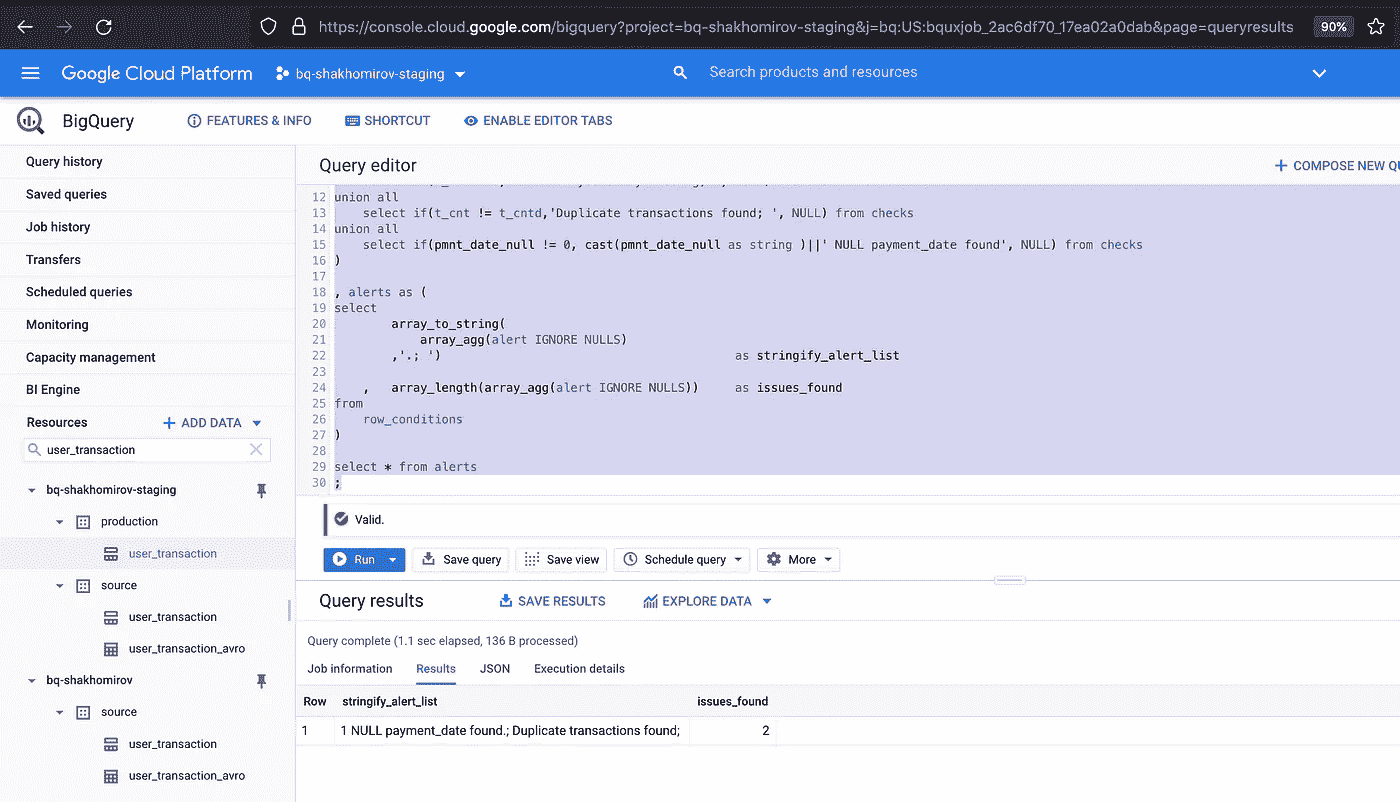 https://console.cloud.google.com/bigquery?project=bq-shakhomirov-staging&j=bq:US:bquxjob_2ac6df70_17ea02a0dab&page=queryresults 90%
Google Cloud Platform bq-shakhomirov-staging Search products and resources
BigQuery FEATURES & INFO SHORTCUT ENABLE EDITOR TABS
Query history
Saved queries
Job history
Transfers
Scheduled queries
Monitoring
Capacity management
BI Engine
Resources ADD DATA
user_transaction
bq-shakhomirov-staging
production
user_transaction
source
user_transaction
user_transaction_avro
bq-shakhomirov
source
user_transaction
user_transaction_avro
Query editor + COMPOSE NEW QU
12 union all
13 select if(t_cnt != t_cntd,'Duplicate transactions found; ', NULL) from checks
14 union all
15 select if(pmnt_date_null != 0, cast(pmnt_date_null as string )||' NULL payment_date found', NULL) from checks
16 )
17
18 , alerts as (
19 select
20 array_to_string(
21 array_agg(alert IGNORE NULLS)
22 ,'.; ') as stringify_alert_list
23
24 , array_length(array_agg(alert IGNORE NULLS)) as issues_found
25 from
26 row_conditions
27 )
28
29 select * from alerts
30 ;
Valid.
Run Save query Save view Schedule query More
Query results SAVE RESULTS EXPLORE DATA
Query complete (1.1 sec elapsed, 136 B processed)
Job information Results JSON Execution details
Row stringify_alert_list issues_found
1 1 NULL payment_date found.; Duplicate transactions found; 2